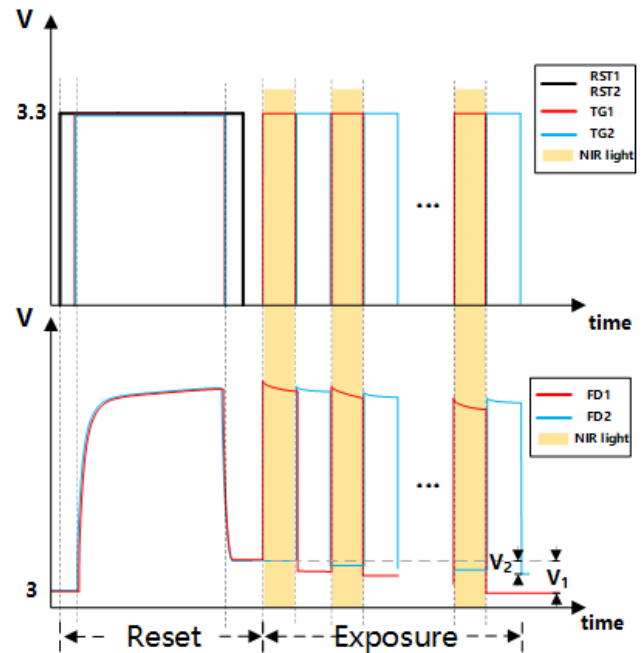 V
3.3
RST1
RST2
TG1
TG2
NIR light
...
time
V
FD1
FD2
NIR light
...
V2
V1
3
time
Reset
Exposure